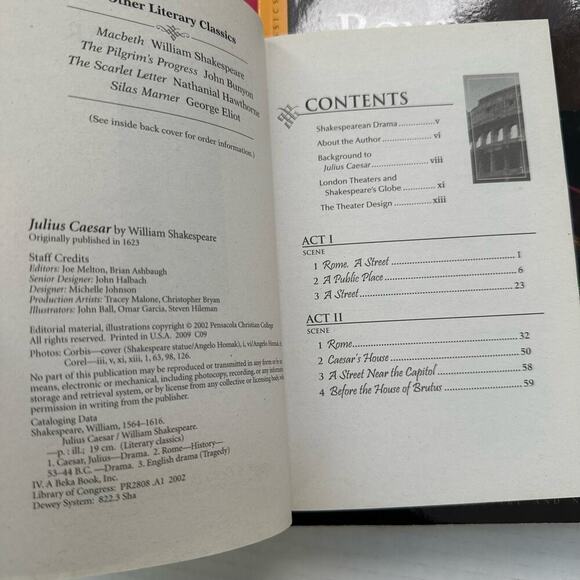 Other Literary Classics
Macbeth William Shakespeare
The Pilgrim's Progress John Bunyon
The Scarlet Letter Nathanial Hawthorne
Silas Marner George Eliot
(See inside back cover for order information.)
Julius Caesar by William Shakespeare
Originally published in 1623
Staff Credits
Editors: Joe Melton, Brian Ashbaugh
Senior Designer: John Halbach
Designer: Michelle Johnson
Production Artists: Tracey Malone, Christopher Bryan
Illustrators: John Ball, Omar Garcia, Steven Hileman
Editorial material, illustrations copyright © 2002 Pensacola Christian College
All rights reserved. Printed in U.S.A. 2009 C09
Photos: Corbis—cover (Shakespeare statue/Angelo Hornak), i, vi/Angelo Hornak,
Corel—iii, v, xi, xiii, 1, 63, 98, 126.
No part of this publication may be reproduced or transmitted in any form or by any
means, electronic or mechanical, including photocopy, recording, or any information
storage and retrieval system, or by license from any collective or licensing body, without
permission in writing from the publisher.
Cataloging Data
Shakespeare, William, 1564–1616.
Julius Caesar / William Shakespeare.
—p. : ill.; 19 cm. (Literary classics)
1. Caesar, Julius—Drama. 2. Rome—History—
53–44 B.C.—Drama. 3. English drama (Tragedy)
IV. A Beka Book, Inc.
Library of Congress: PR2808 .A1 2002
Dewey System: 822.3 Sha
CONTENTS
Shakespearean Drama v
About the Author vi
Background to
Julius Caesar viii
London Theaters and
Shakespeare's Globe xi
The Theater Design xiii
ACT I
SCENE
1 Rome. A Street 1
2 A Public Place 6
3 A Street 23
ACT II
SCENE
1 Rome 32
2 Caesar's House 50
3 A Street Near the Capitol 58
4 Before the House of Brutus 59